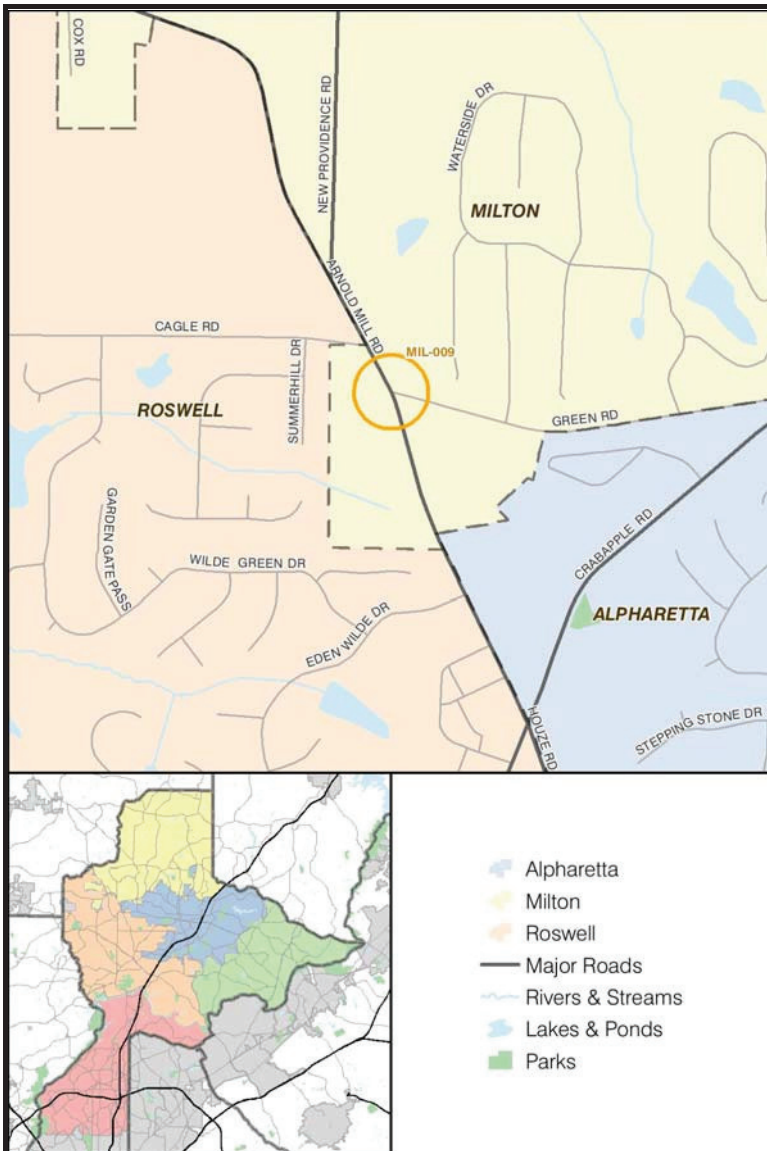 COX RD
NEW PROVIDENCE RD
WATERSIDE DR
MILTON
ARNOLD MILL RD
CAGLE RD
MIL-009
SUMMERHILL DR
ROSWELL
GREEN RD
GARDEN GATE PASS
WILDE GREEN DR
CRABAPPLE RD
EDEN WILDE DR
ALPHARETTA
HOUZE RD
STEPPING STONE DR
Alpharetta
Milton
Roswell
Major Roads
Rivers & Streams
Lakes & Ponds
Parks